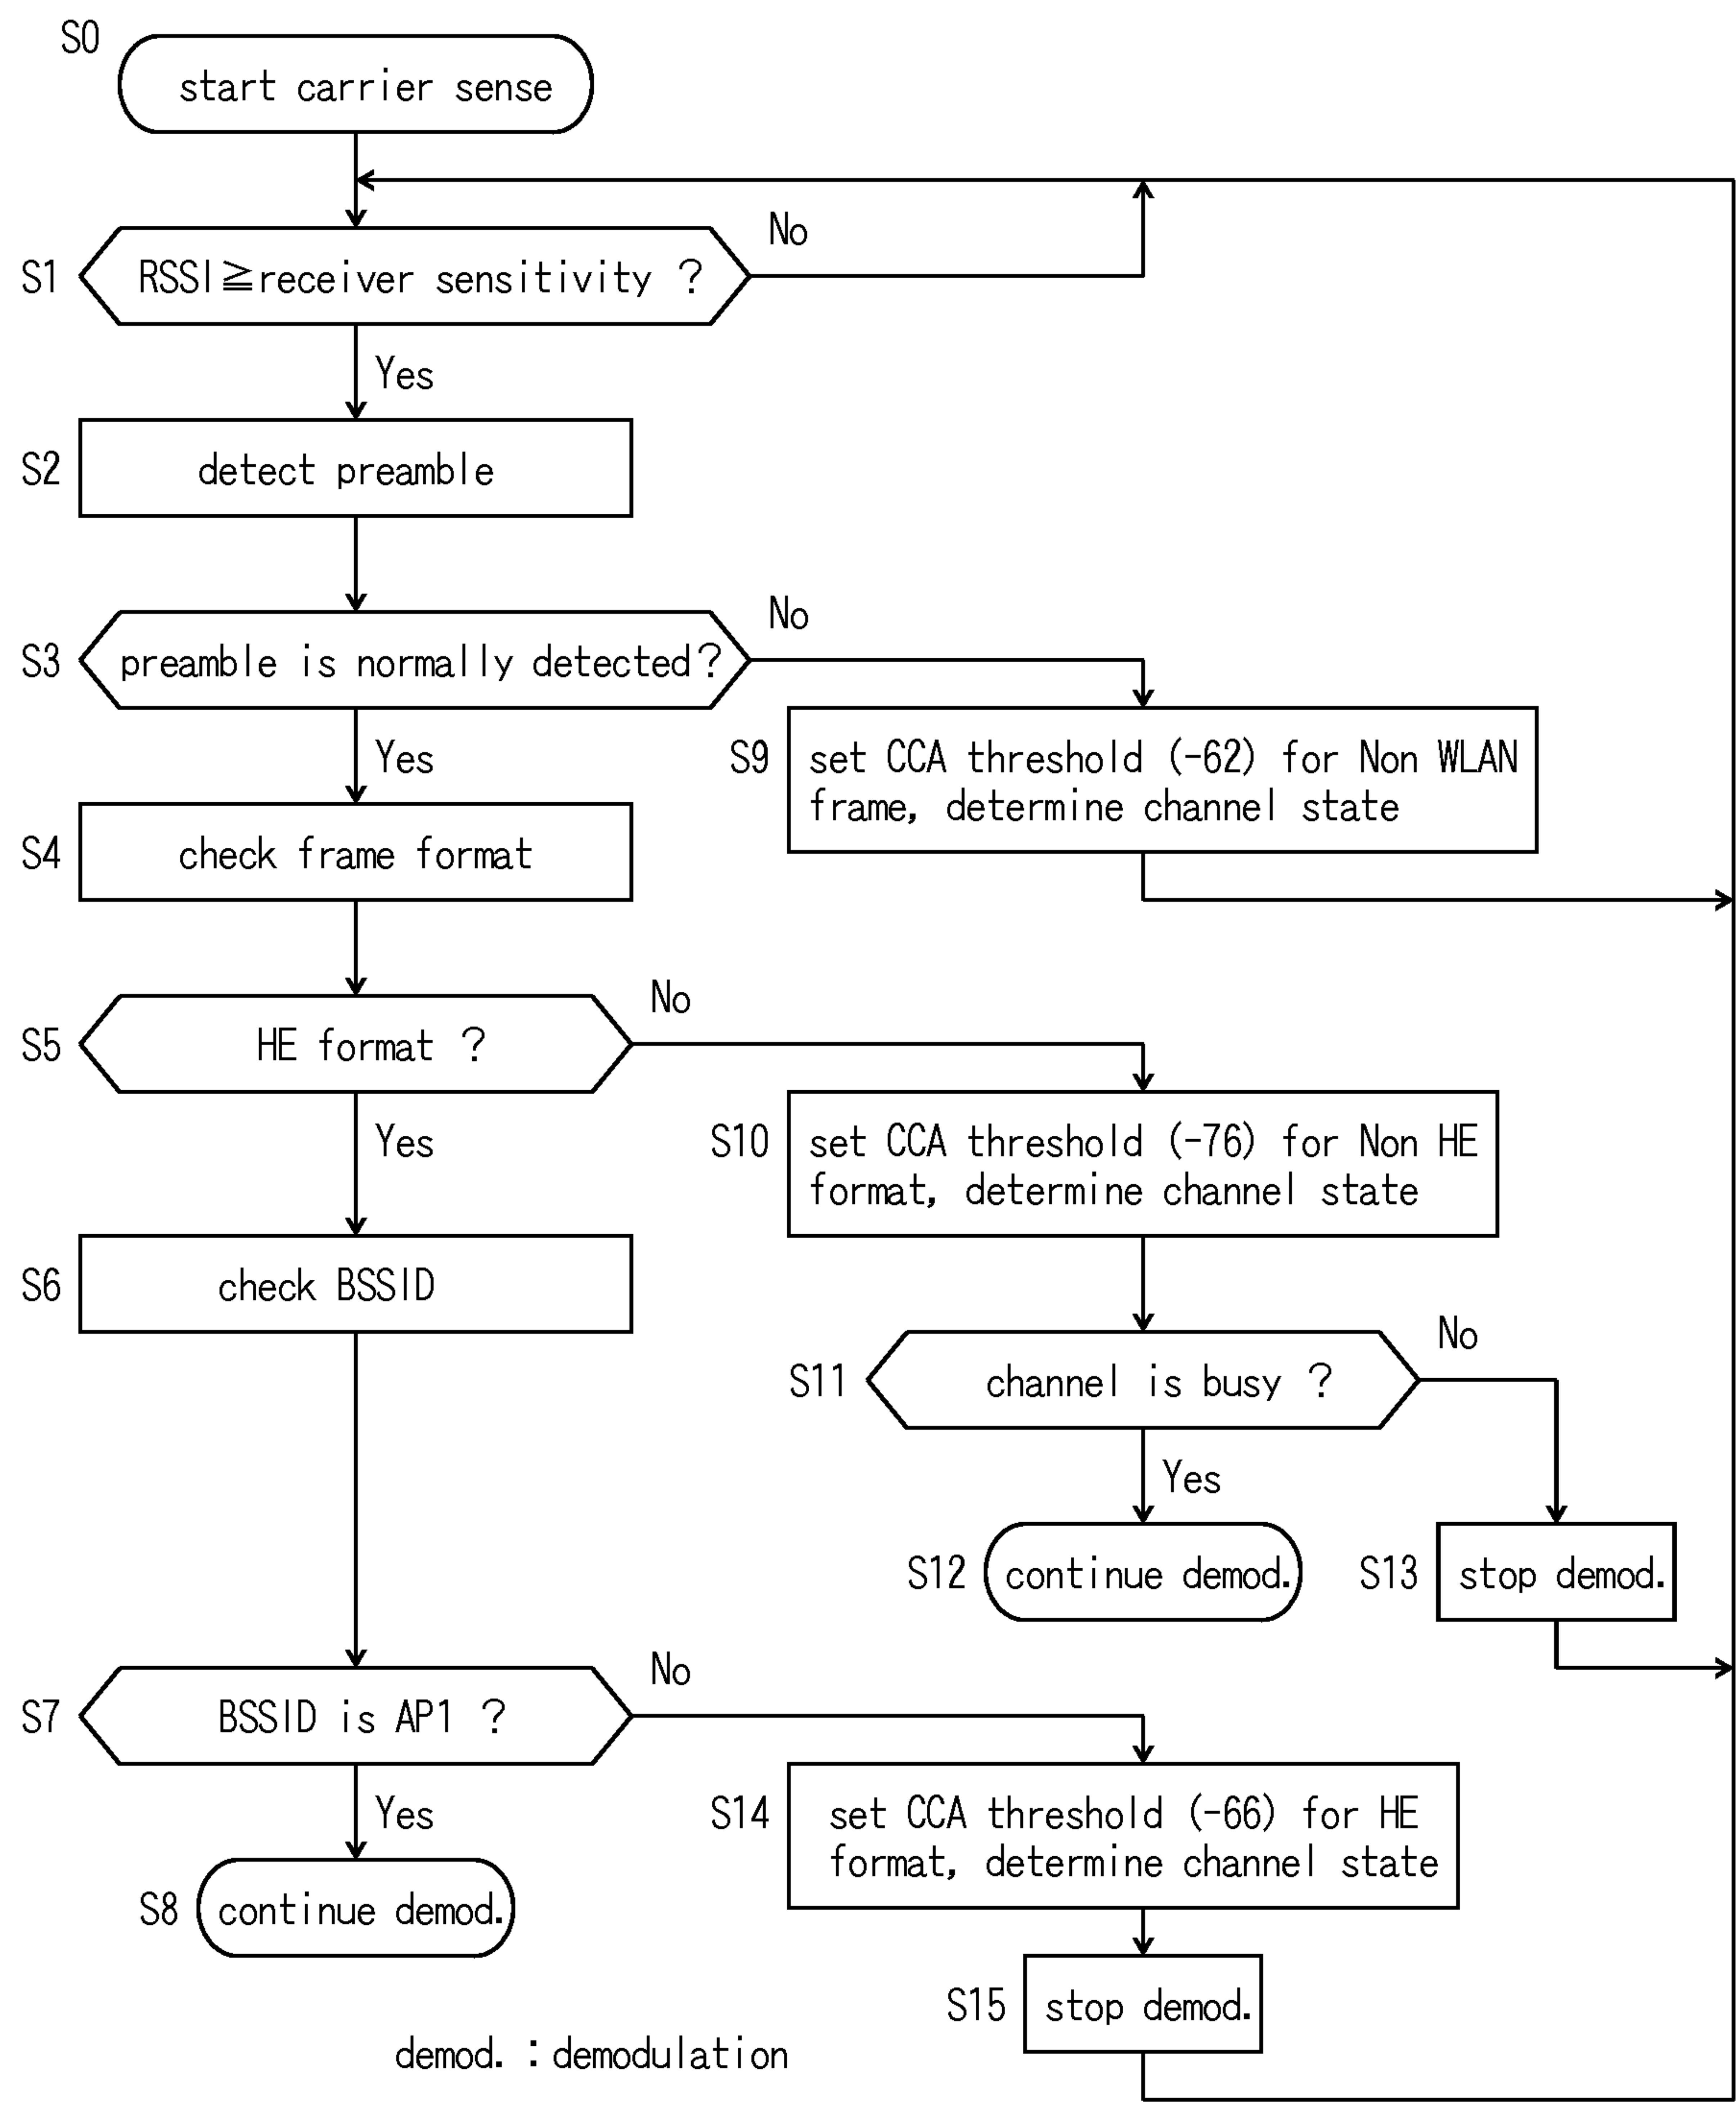 S0
start carrier sense
No
S1
RSSI≧receiver sensitivity ?
Yes
S2
detect preamble
No
S3
preamble is normally detected?
Yes
S9
set CCA threshold (-62) for Non WLAN
frame, determine channel state
S4
check frame format
No
S5
HE format ?
Yes
S10
set CCA threshold (-76) for Non HE
format, determine channel state
S6
check BSSID
No
S11
channel is busy ?
Yes
S12
continue demod.
S13
stop demod.
No
S7
BSSID is AP1 ?
Yes
S14
set CCA threshold (-66) for HE
format, determine channel state
S8
continue demod.
S15
stop demod.
demod. : demodulation